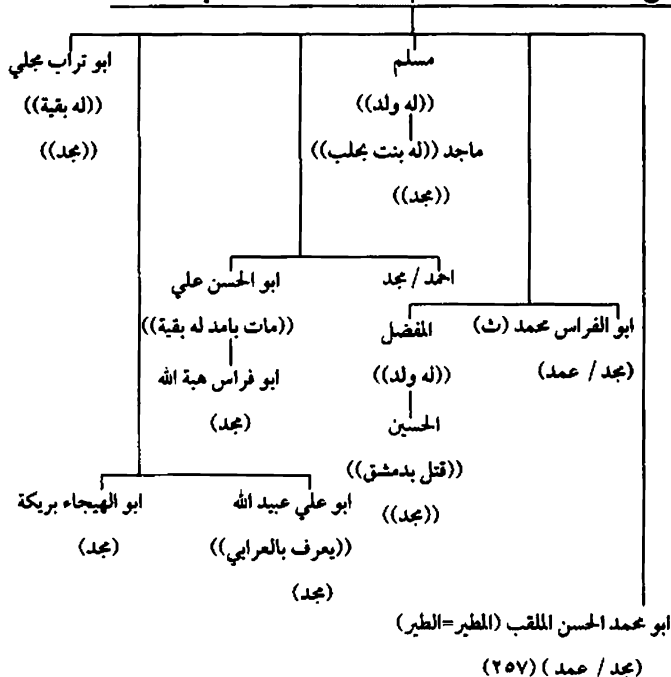 مسلم
((له ولد))
ماجد ((له بنت بحلب))
((مجد))
ابو تراب مجلي
((له بقية))
((مجد))
احمد / مجد
ابو الحسن علي
((مات بامد له بقية))
ابو فراس هبة الله
(مجد)
ابو الفراس محمد (ث)
(مجد / عمد)
المفضل
((له ولد))
الحسين
((قتل بدمشق))
((مجد))
ابو علي عبيد الله
((يعرف بالعرابي))
(مجد)
ابو الهيجاء بريكة
(مجد)
ابو محمد الحسن الملقب (المطير=الطير)
(مجد / عمد) (٢٥٧)